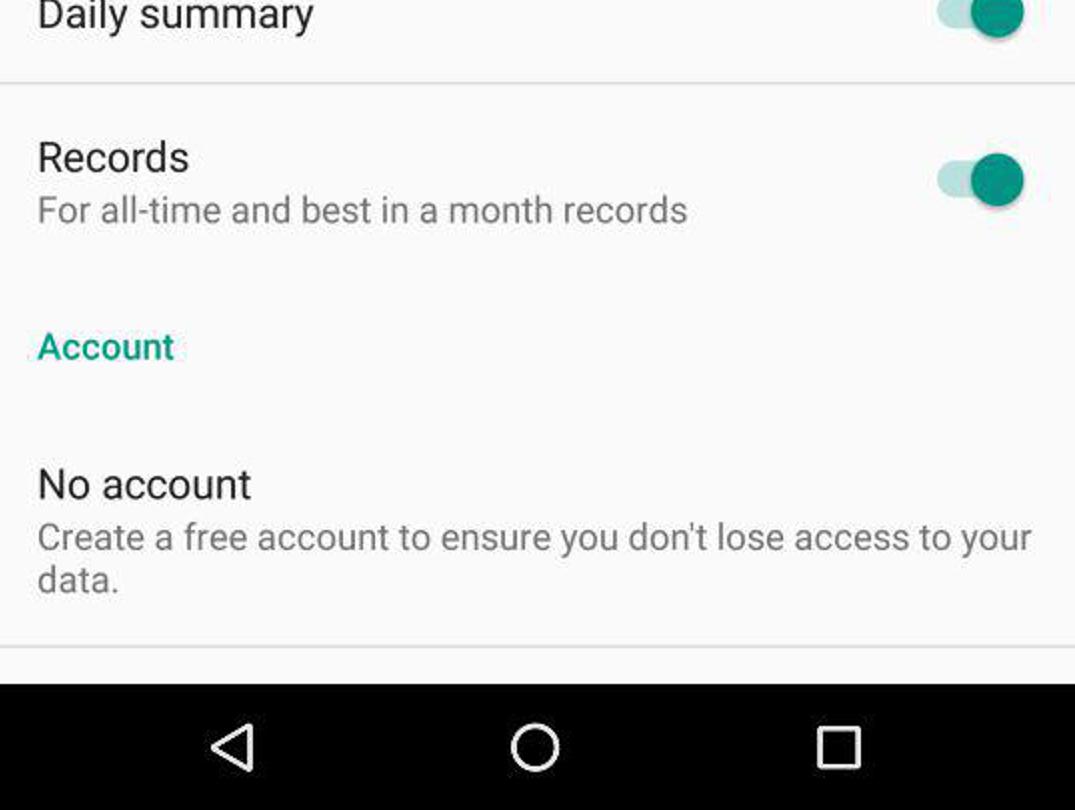 Daily summary
Records
For all-time and best in a month records
Account
No account
Create a free account to ensure you don't lose access to your
data.